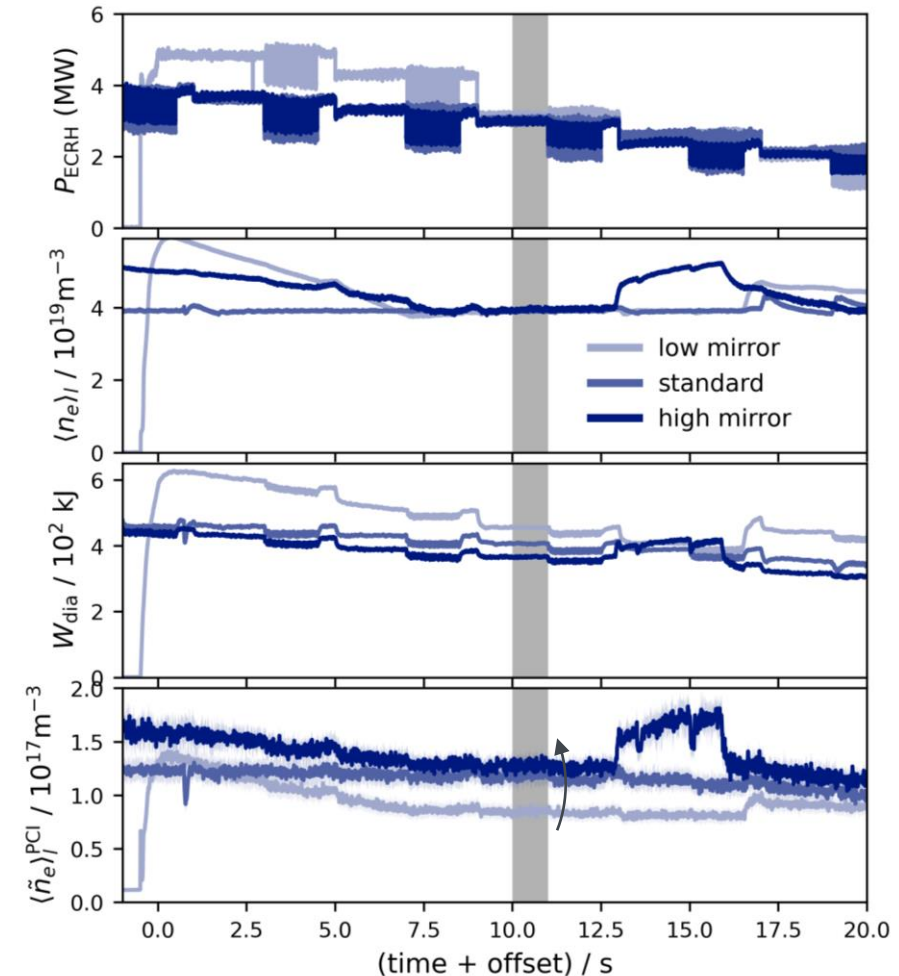 6
4
2
0
P_ECRH (MW)
4
2
0
⟨n_e⟩_l / 10^19 m^−3
low mirror
standard
high mirror
6
4
2
0
W_dia / 10^2 kJ
2.0
1.5
1.0
0.5
0.0
⟨ñ_e⟩_l^PCI / 10^17 m^−3
0.0 2.5 5.0 7.5 10.0 12.5 15.0 17.5 20.0
(time + offset) / s